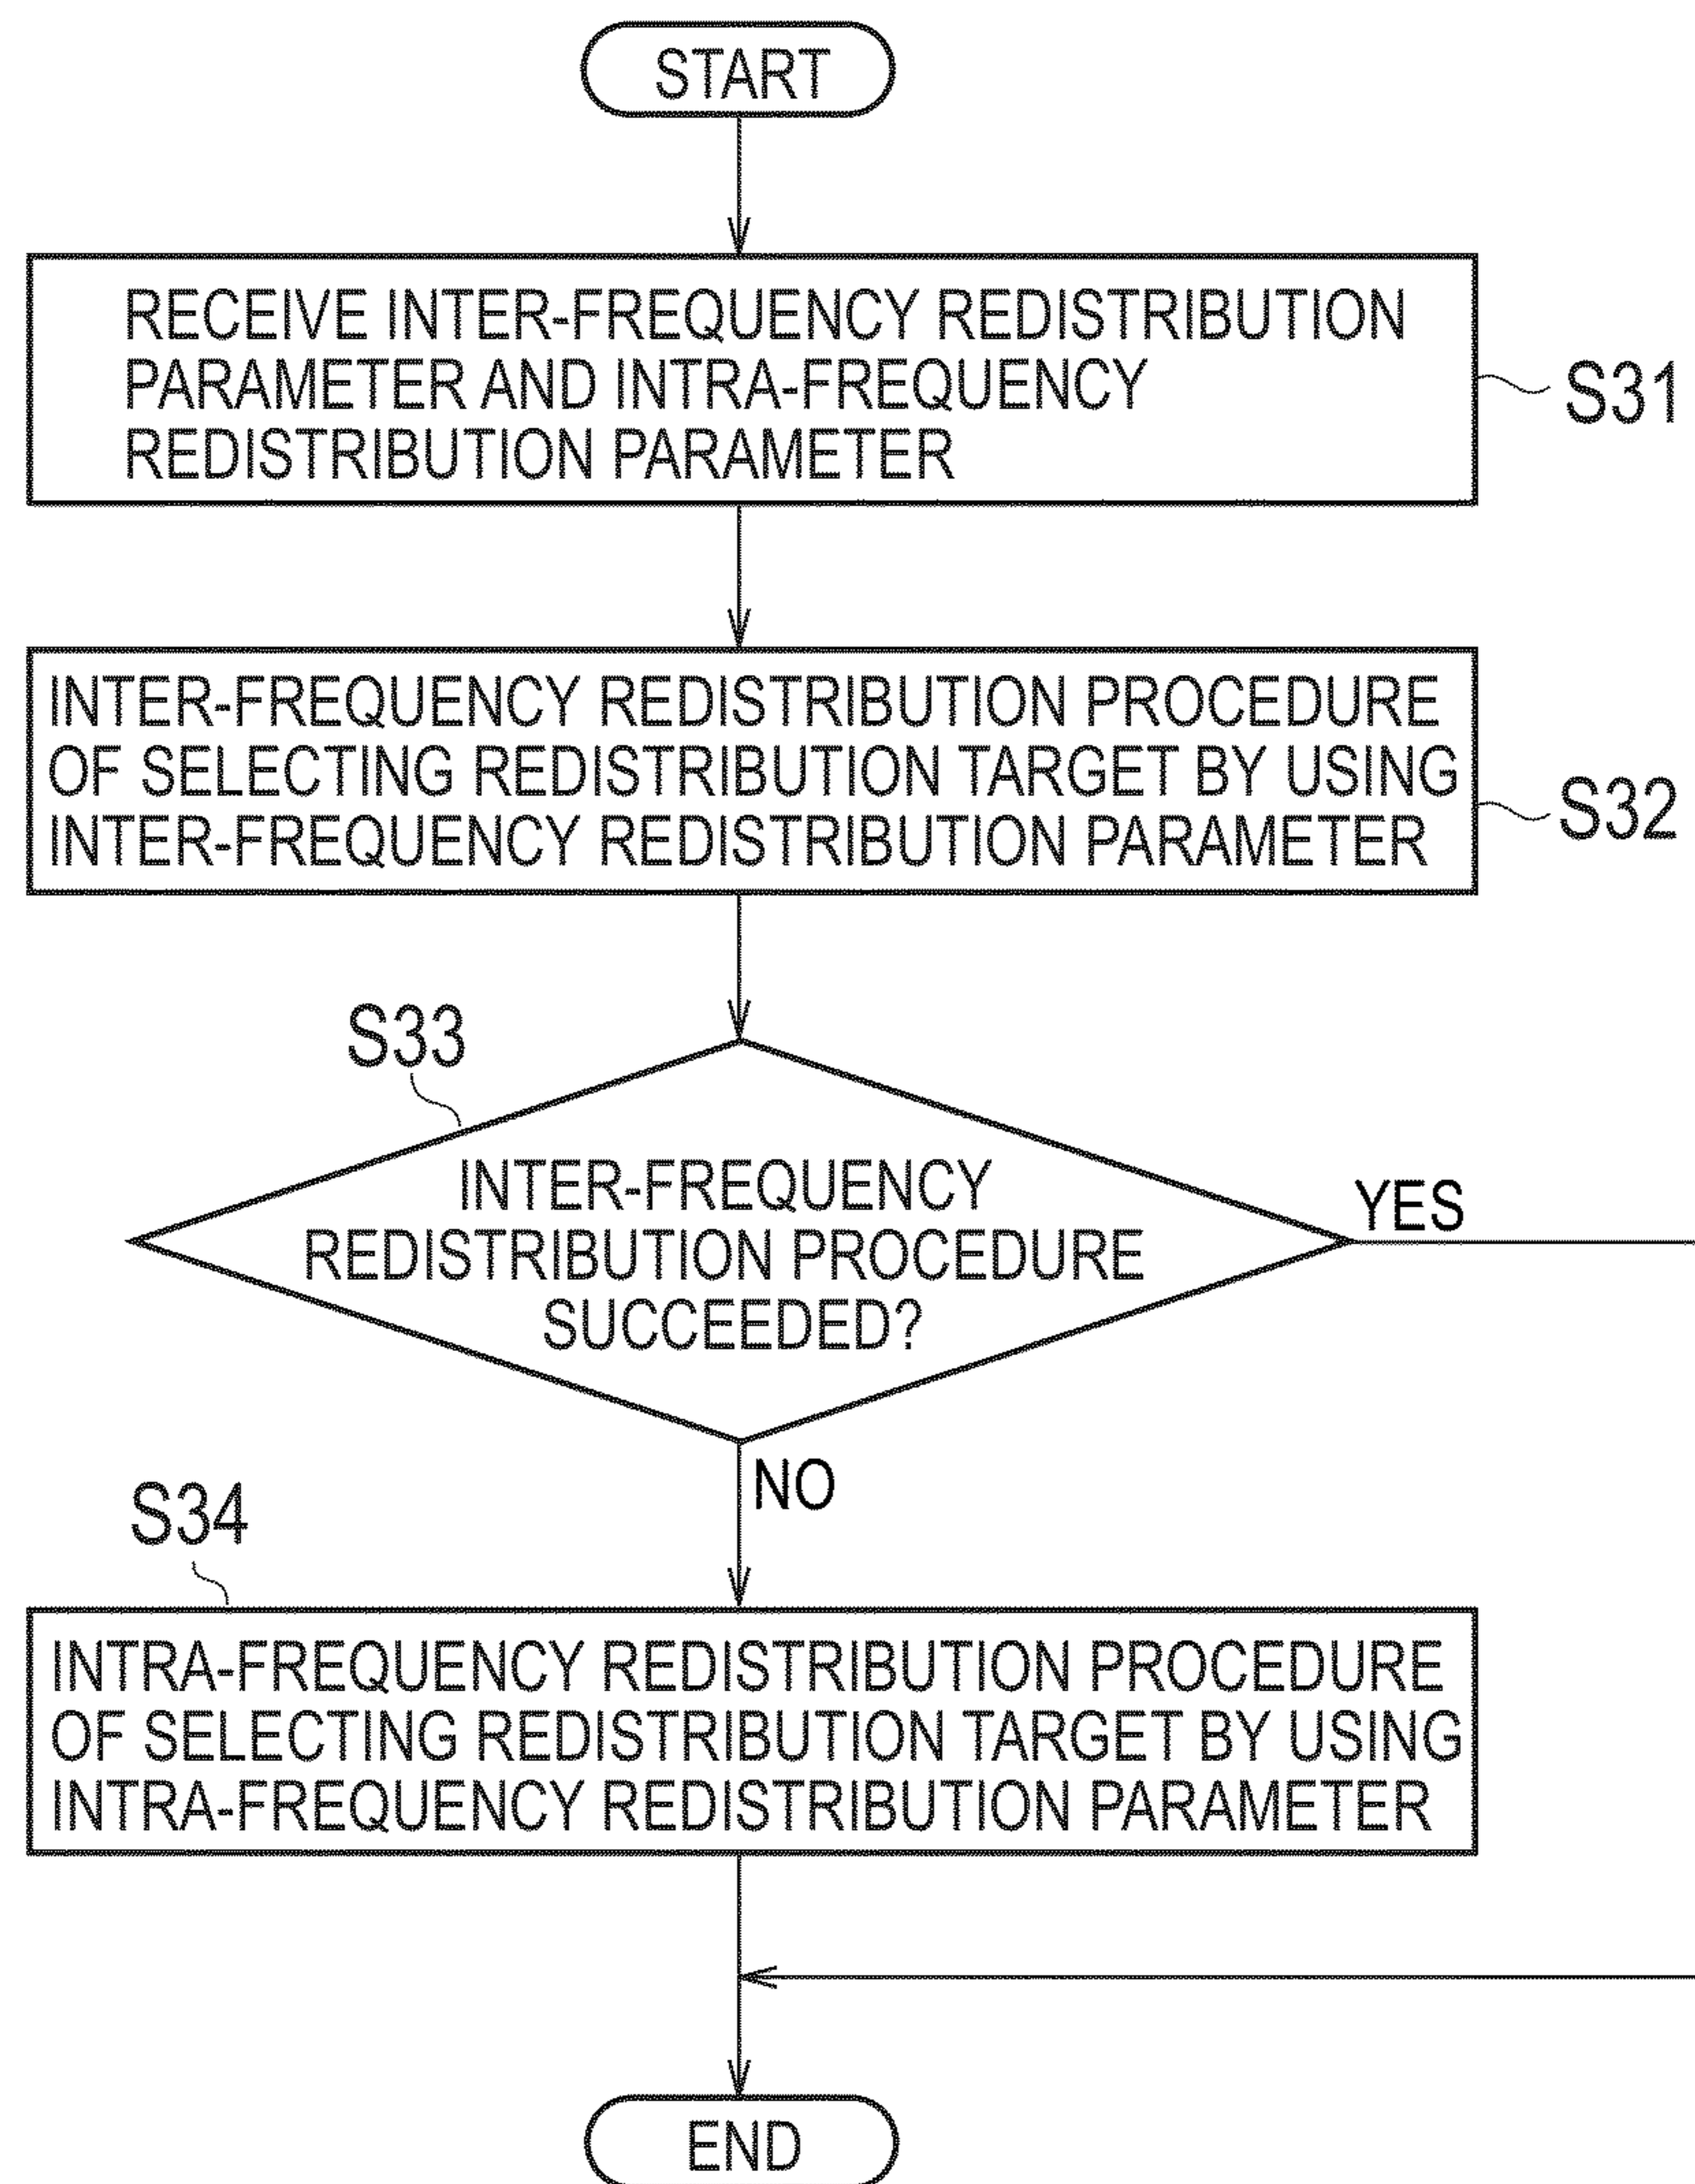 START
RECEIVE INTER-FREQUENCY REDISTRIBUTION
PARAMETER AND INTRA-FREQUENCY
REDISTRIBUTION PARAMETER
S31
INTER-FREQUENCY REDISTRIBUTION PROCEDURE
OF SELECTING REDISTRIBUTION TARGET BY USING
INTER-FREQUENCY REDISTRIBUTION PARAMETER
S32
S33
INTER-FREQUENCY
REDISTRIBUTION PROCEDURE
SUCCEEDED?
YES
NO
S34
INTRA-FREQUENCY REDISTRIBUTION PROCEDURE
OF SELECTING REDISTRIBUTION TARGET BY USING
INTRA-FREQUENCY REDISTRIBUTION PARAMETER
END